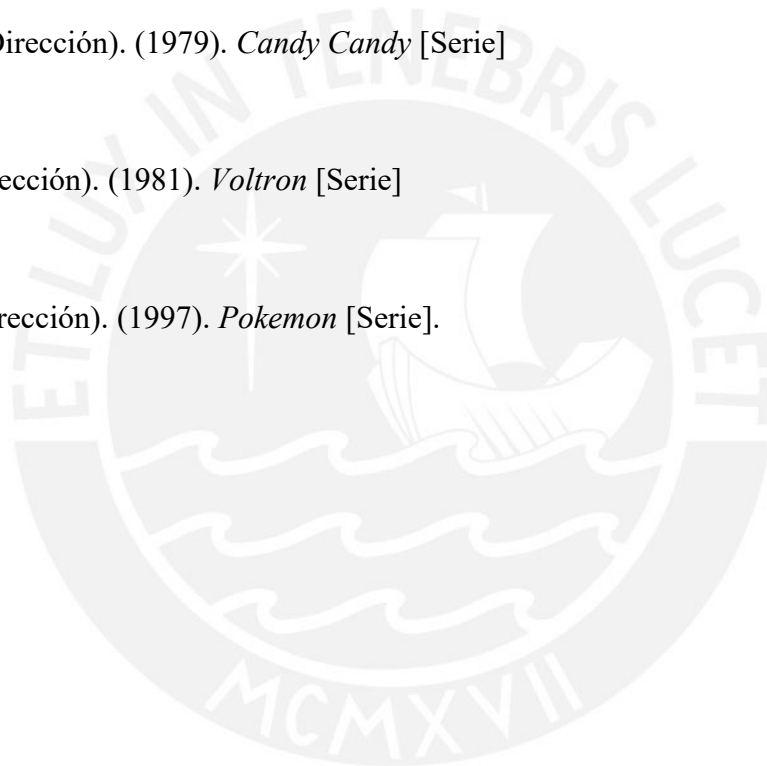 Dirección). (1979). Candy Candy [Serie]
ección). (1981). Voltron [Serie]
rección). (1997). Pokemon [Serie].
ET LUX IN TENEBRIS LUCET
MCMXVII